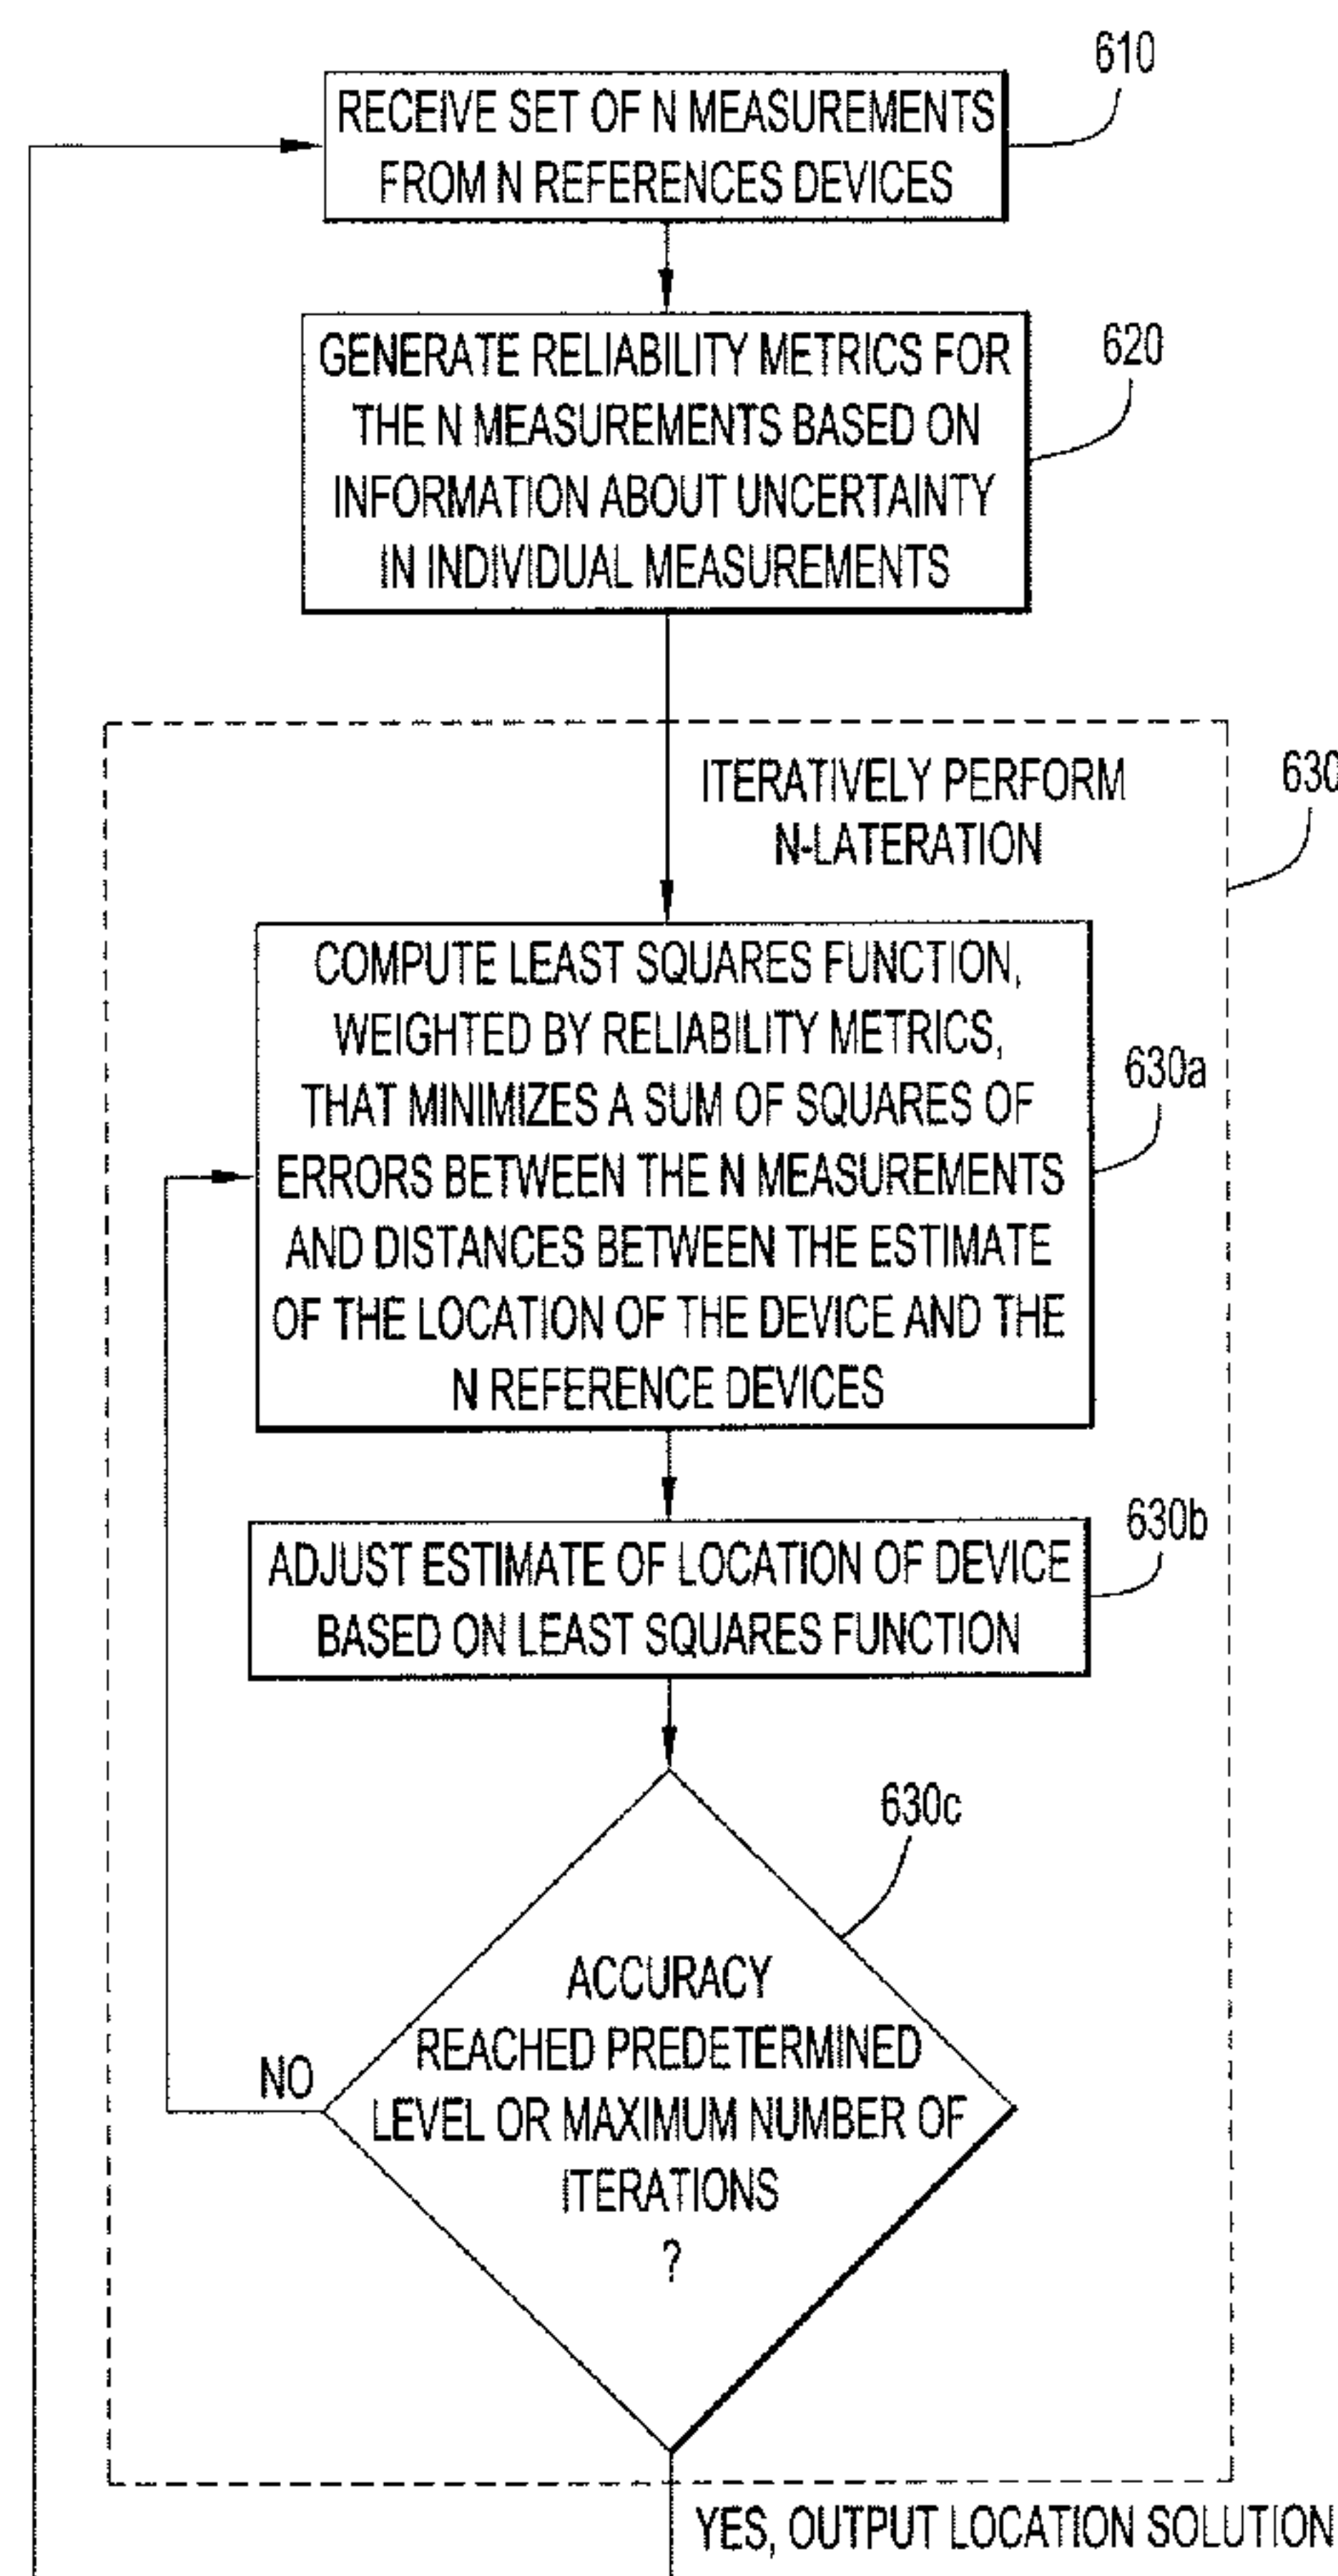 610
RECEIVE SET OF N MEASUREMENTS
FROM N REFERENCES DEVICES
620
GENERATE RELIABILITY METRICS FOR
THE N MEASUREMENTS BASED ON
INFORMATION ABOUT UNCERTAINTY
IN INDIVIDUAL MEASUREMENTS
630
ITERATIVELY PERFORM
N-LATERATION
COMPUTE LEAST SQUARES FUNCTION,
WEIGHTED BY RELIABILITY METRICS,
THAT MINIMIZES A SUM OF SQUARES OF
ERRORS BETWEEN THE N MEASUREMENTS
AND DISTANCES BETWEEN THE ESTIMATE
OF THE LOCATION OF THE DEVICE AND THE
N REFERENCE DEVICES
630a
ADJUST ESTIMATE OF LOCATION OF DEVICE
BASED ON LEAST SQUARES FUNCTION
630b
630c
ACCURACY
REACHED PREDETERMINED
LEVEL OR MAXIMUM NUMBER OF
ITERATIONS
?
NO
YES, OUTPUT LOCATION SOLUTION